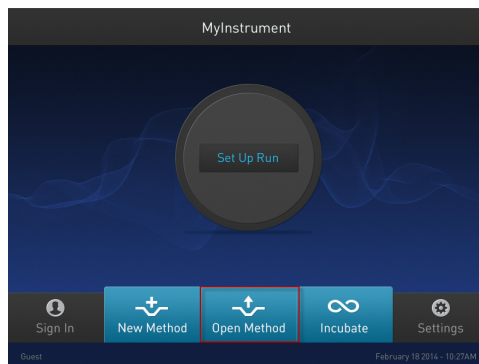 MyInstrument
Set Up Run
Sign In
New Method
Open Method
Incubate
Settings
Guest
February 18 2014 - 10:27AM